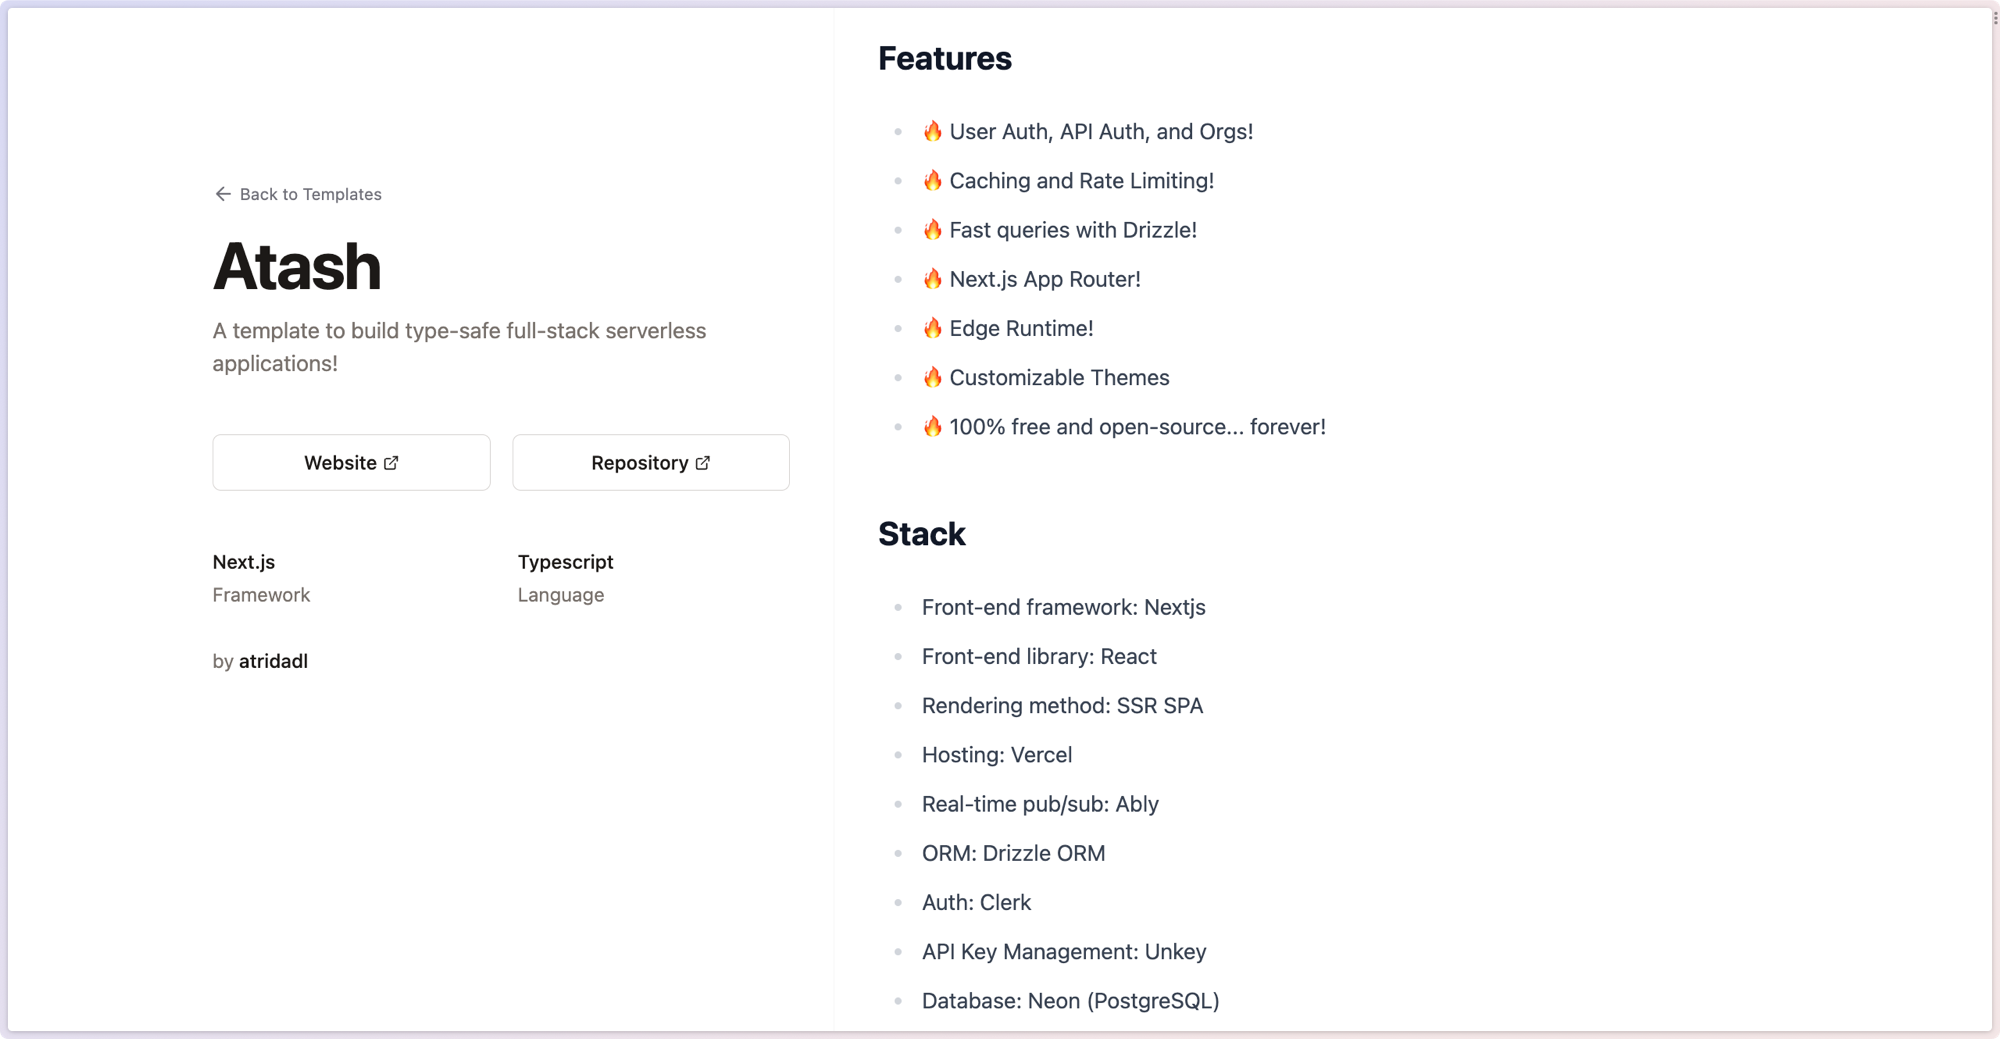 Back to Templates
Atash
A template to build type-safe full-stack serverless
applications!
Website
Repository
Next.js
Framework
Typescript
Language
by atridadl
Features
🔥 User Auth, API Auth, and Orgs!
🔥 Caching and Rate Limiting!
🔥 Fast queries with Drizzle!
🔥 Next.js App Router!
🔥 Edge Runtime!
🔥 Customizable Themes
🔥 100% free and open-source... forever!
Stack
Front-end framework: Nextjs
Front-end library: React
Rendering method: SSR SPA
Hosting: Vercel
Real-time pub/sub: Ably
ORM: Drizzle ORM
Auth: Clerk
API Key Management: Unkey
Database: Neon (PostgreSQL)